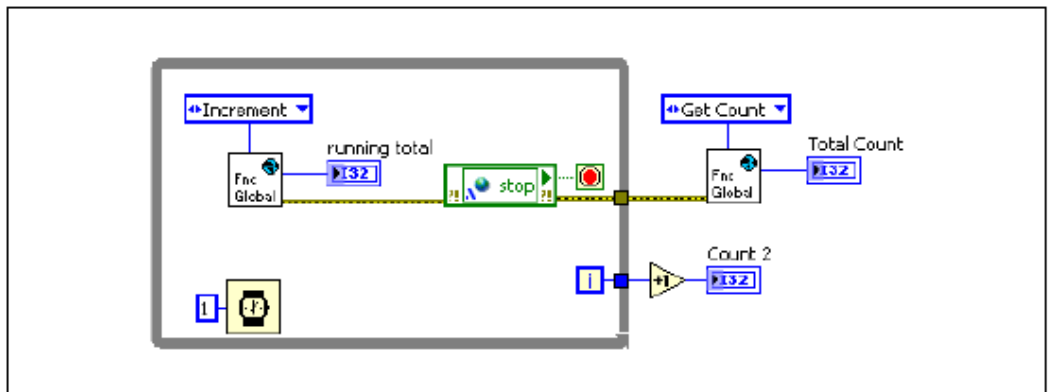 Increment
Get Count
running total
Total Count
Fnc
Global
I32
stop
?!
?!
Fnc
Global
I32
Count 2
i
+1
I32
1